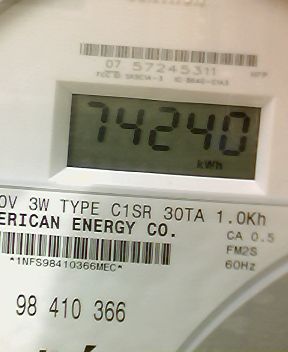 07 57245311
74240
kWh
0V 3W TYPE C1SR 30TA 1.0Kh
ERICAN ENERGY CO.
CA 0.5
FM2S
*1NFS98410366MEC*
60Hz
98 410 366